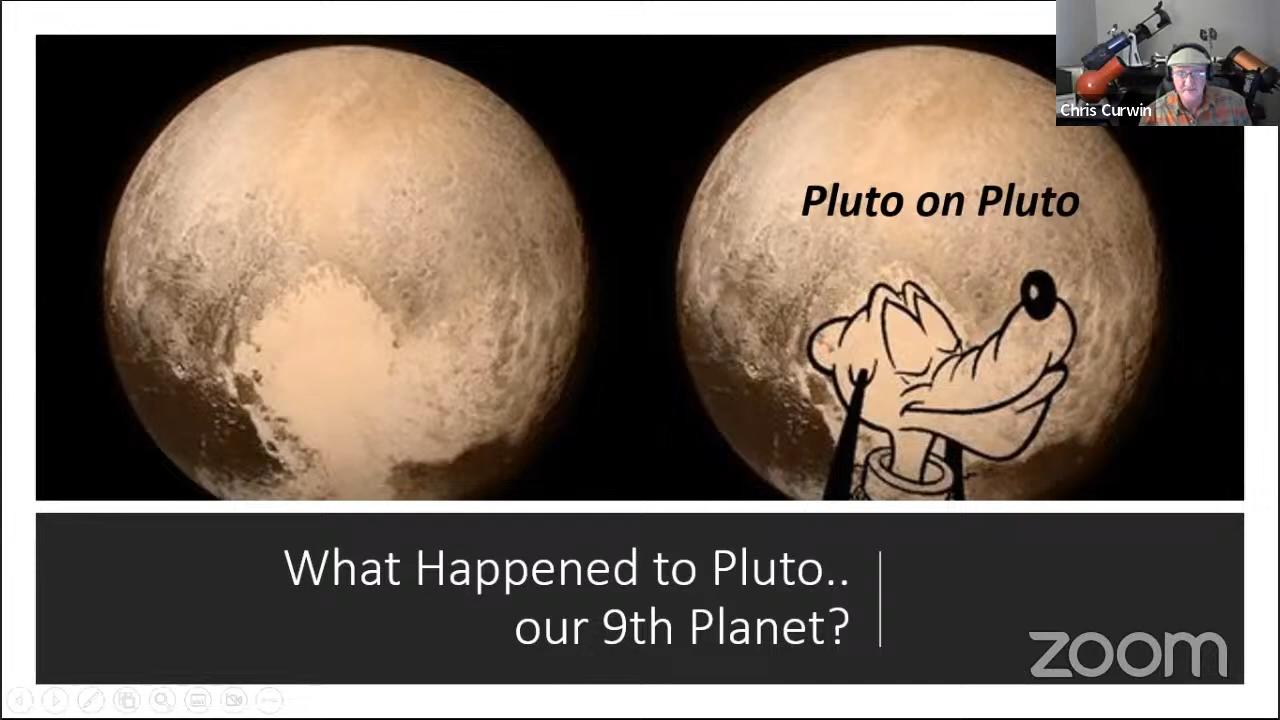 Chris Curwin
Pluto on Pluto
What Happened to Pluto..
our 9th Planet?
zoom